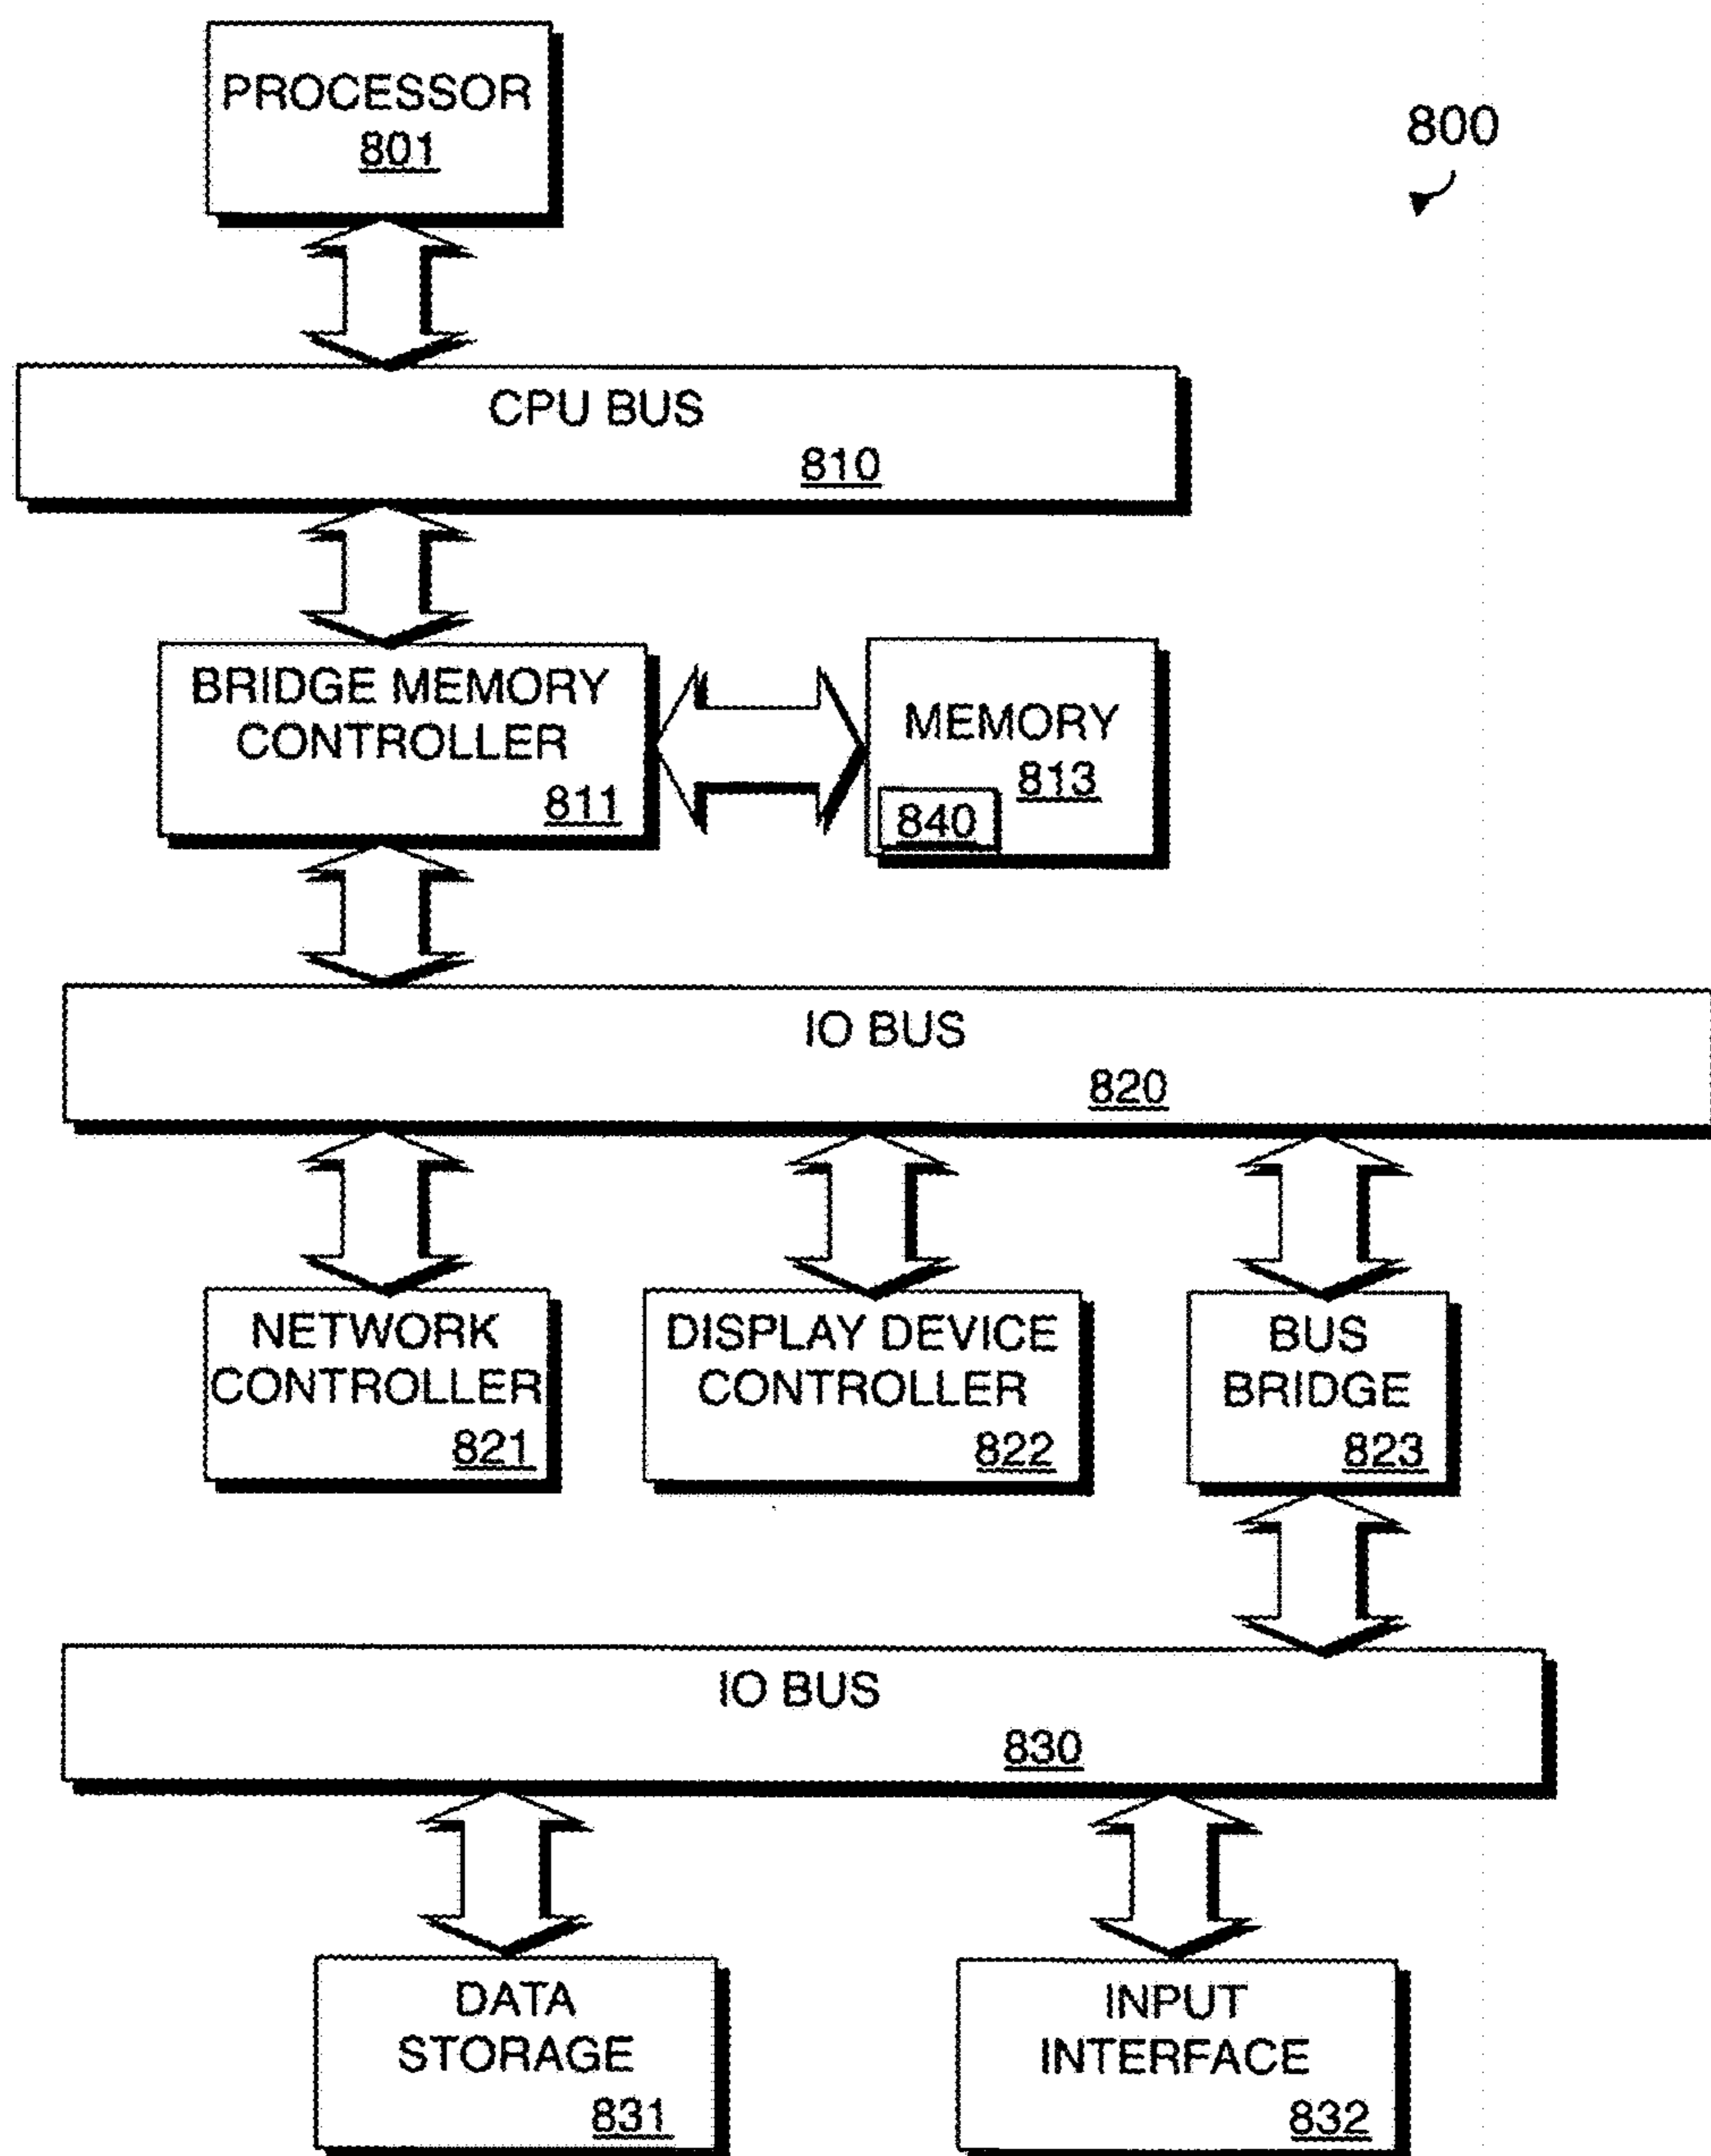 PROCESSOR
801
800
CPU BUS
810
BRIDGE MEMORY
CONTROLLER
811
MEMORY
813
840
IO BUS
820
NETWORK
CONTROLLER
821
DISPLAY DEVICE
CONTROLLER
822
BUS
BRIDGE
823
IO BUS
830
DATA
STORAGE
831
INPUT
INTERFACE
832